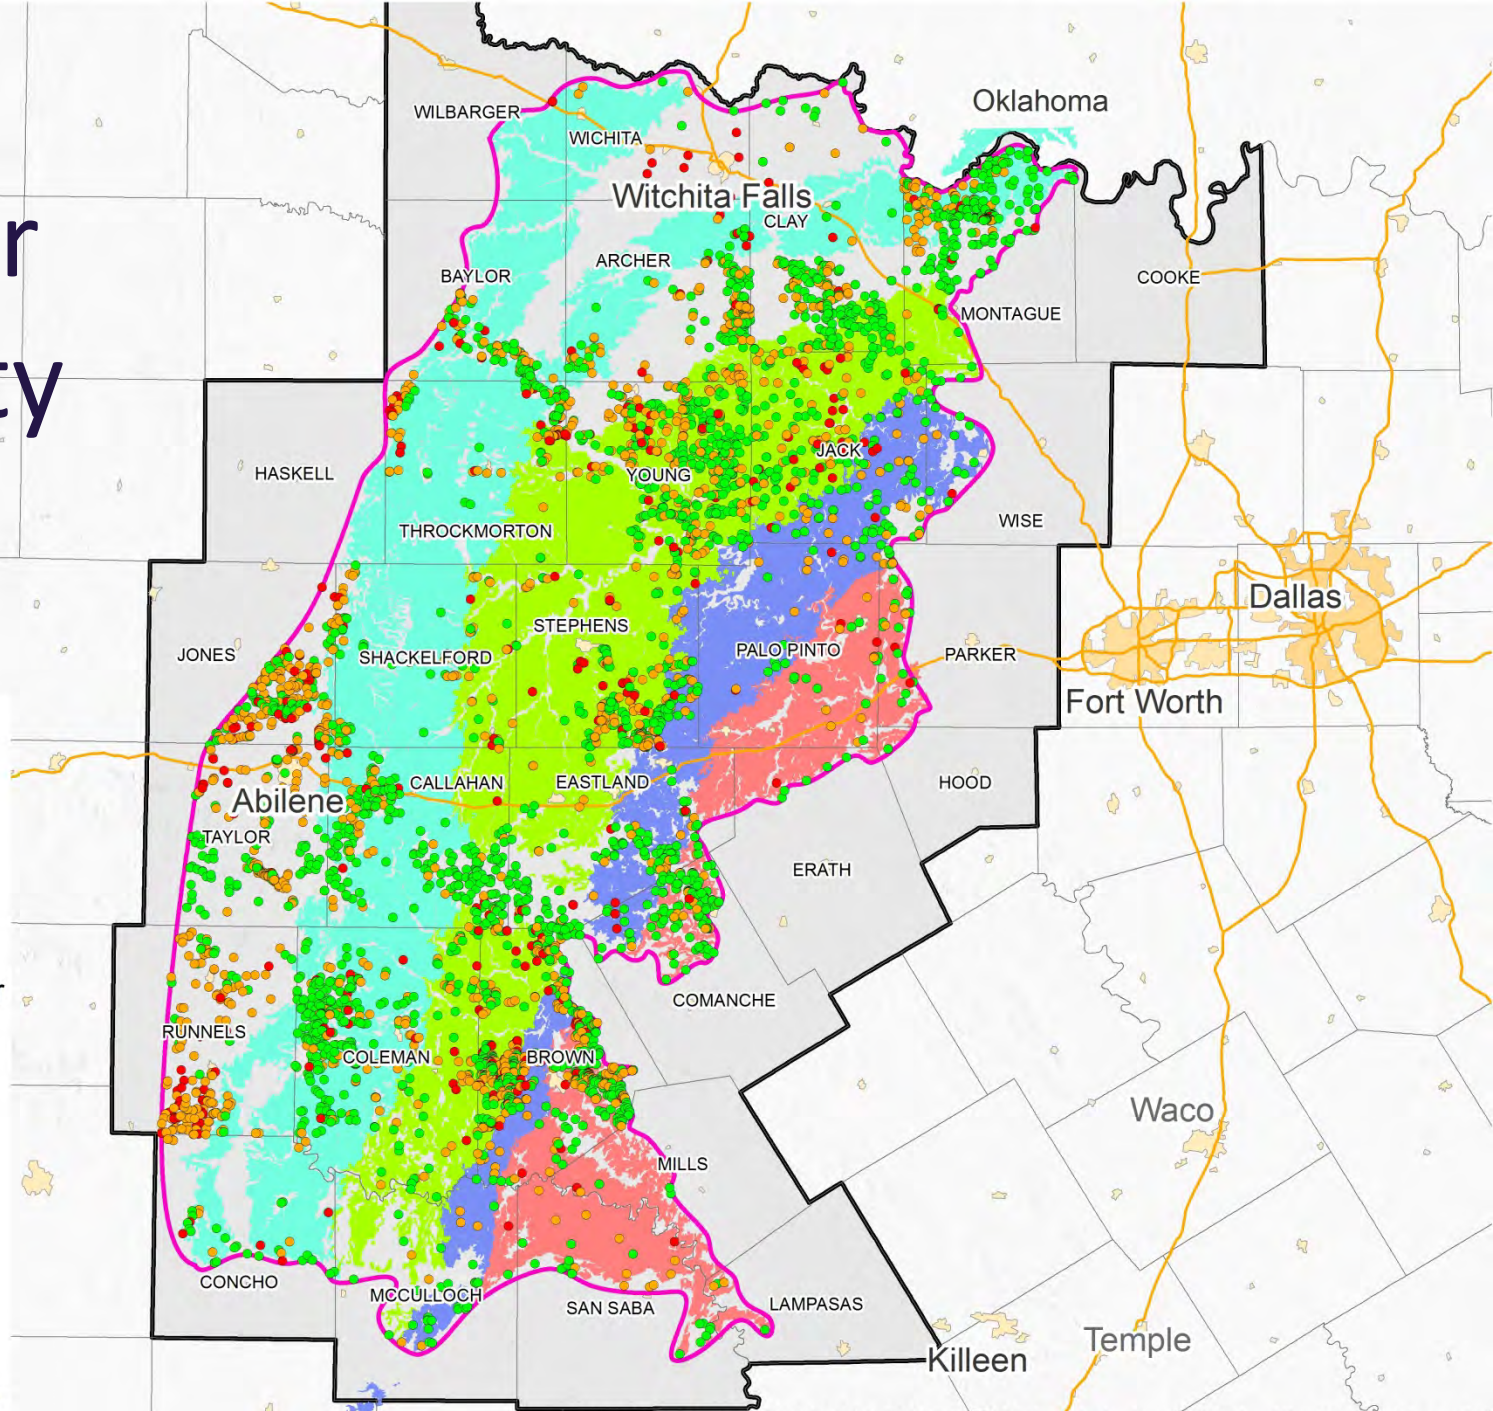 Oklahoma
WILBARGER
WICHITA
Witchita Falls
CLAY
r
ARCHER
BAYLOR
COOKE
MONTAGUE
ty
JACK
HASKELL
YOUNG
THROCKMORTON
WISE
Dallas
STEPHENS
JONES
SHACKELFORD
PALO PINTO
PARKER
Fort Worth
CALLAHAN
EASTLAND
HOOD
Abilene
TAYLOR
ERATH
r
COMANCHE
RUNNELS
COLEMAN
BROWN
Waco
MILLS
CONCHO
MCCULLOCH
SAN SABA
LAMPASAS
Temple
Killeen